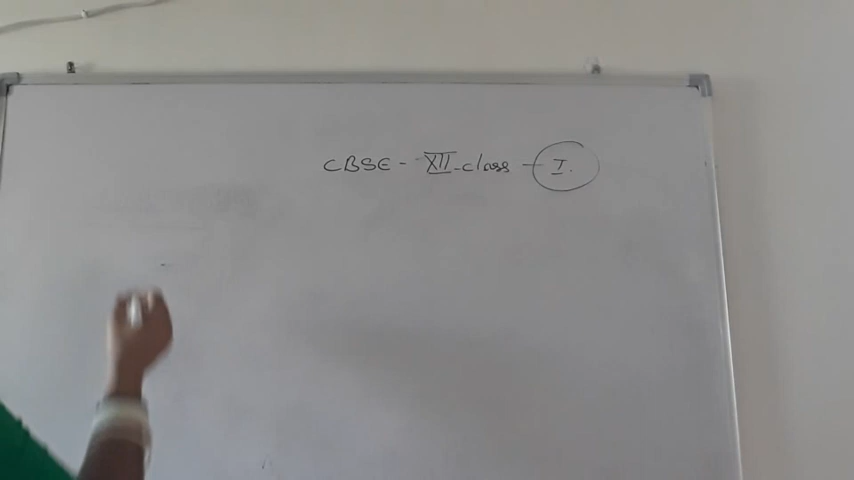 CBSE - XII - class - I.